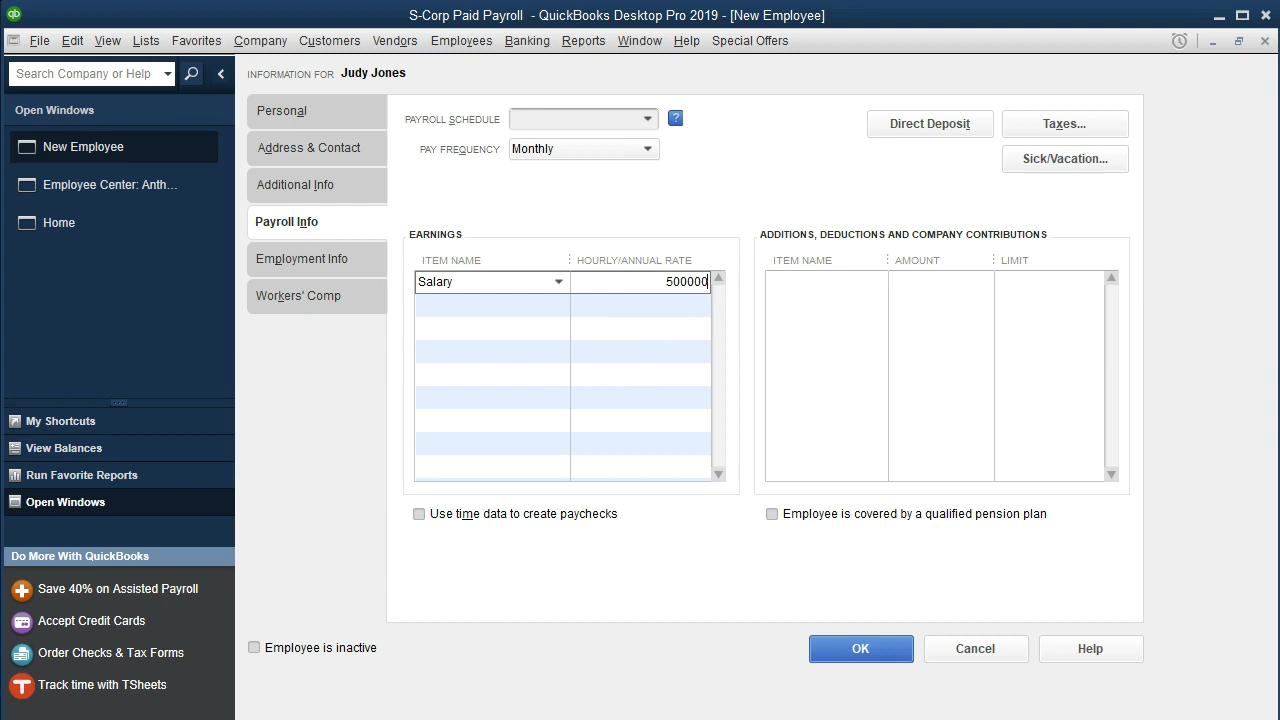 S-Corp Paid Payroll - QuickBooks Desktop Pro 2019 - [New Employee]
File Edit View Lists Favorites Company Customers Vendors Employees Banking Reports Window Help Special Offers
Search Company or Help
INFORMATION FOR Judy Jones
Open Windows
New Employee
Employee Center: Anth...
Home
My Shortcuts
View Balances
Run Favorite Reports
Open Windows
Do More With QuickBooks
Save 40% on Assisted Payroll
Accept Credit Cards
Order Checks & Tax Forms
Track time with TSheets
Personal
Address & Contact
Additional Info
Payroll Info
Employment Info
Workers' Comp
PAYROLL SCHEDULE ?
PAY FREQUENCY Monthly
Direct Deposit Taxes...
Sick/Vacation...
EARNINGS
ITEM NAME HOURLY/ANNUAL RATE
Salary 500000
Use time data to create paychecks
ADDITIONS, DEDUCTIONS AND COMPANY CONTRIBUTIONS
ITEM NAME AMOUNT LIMIT
Employee is covered by a qualified pension plan
Employee is inactive
OK Cancel Help